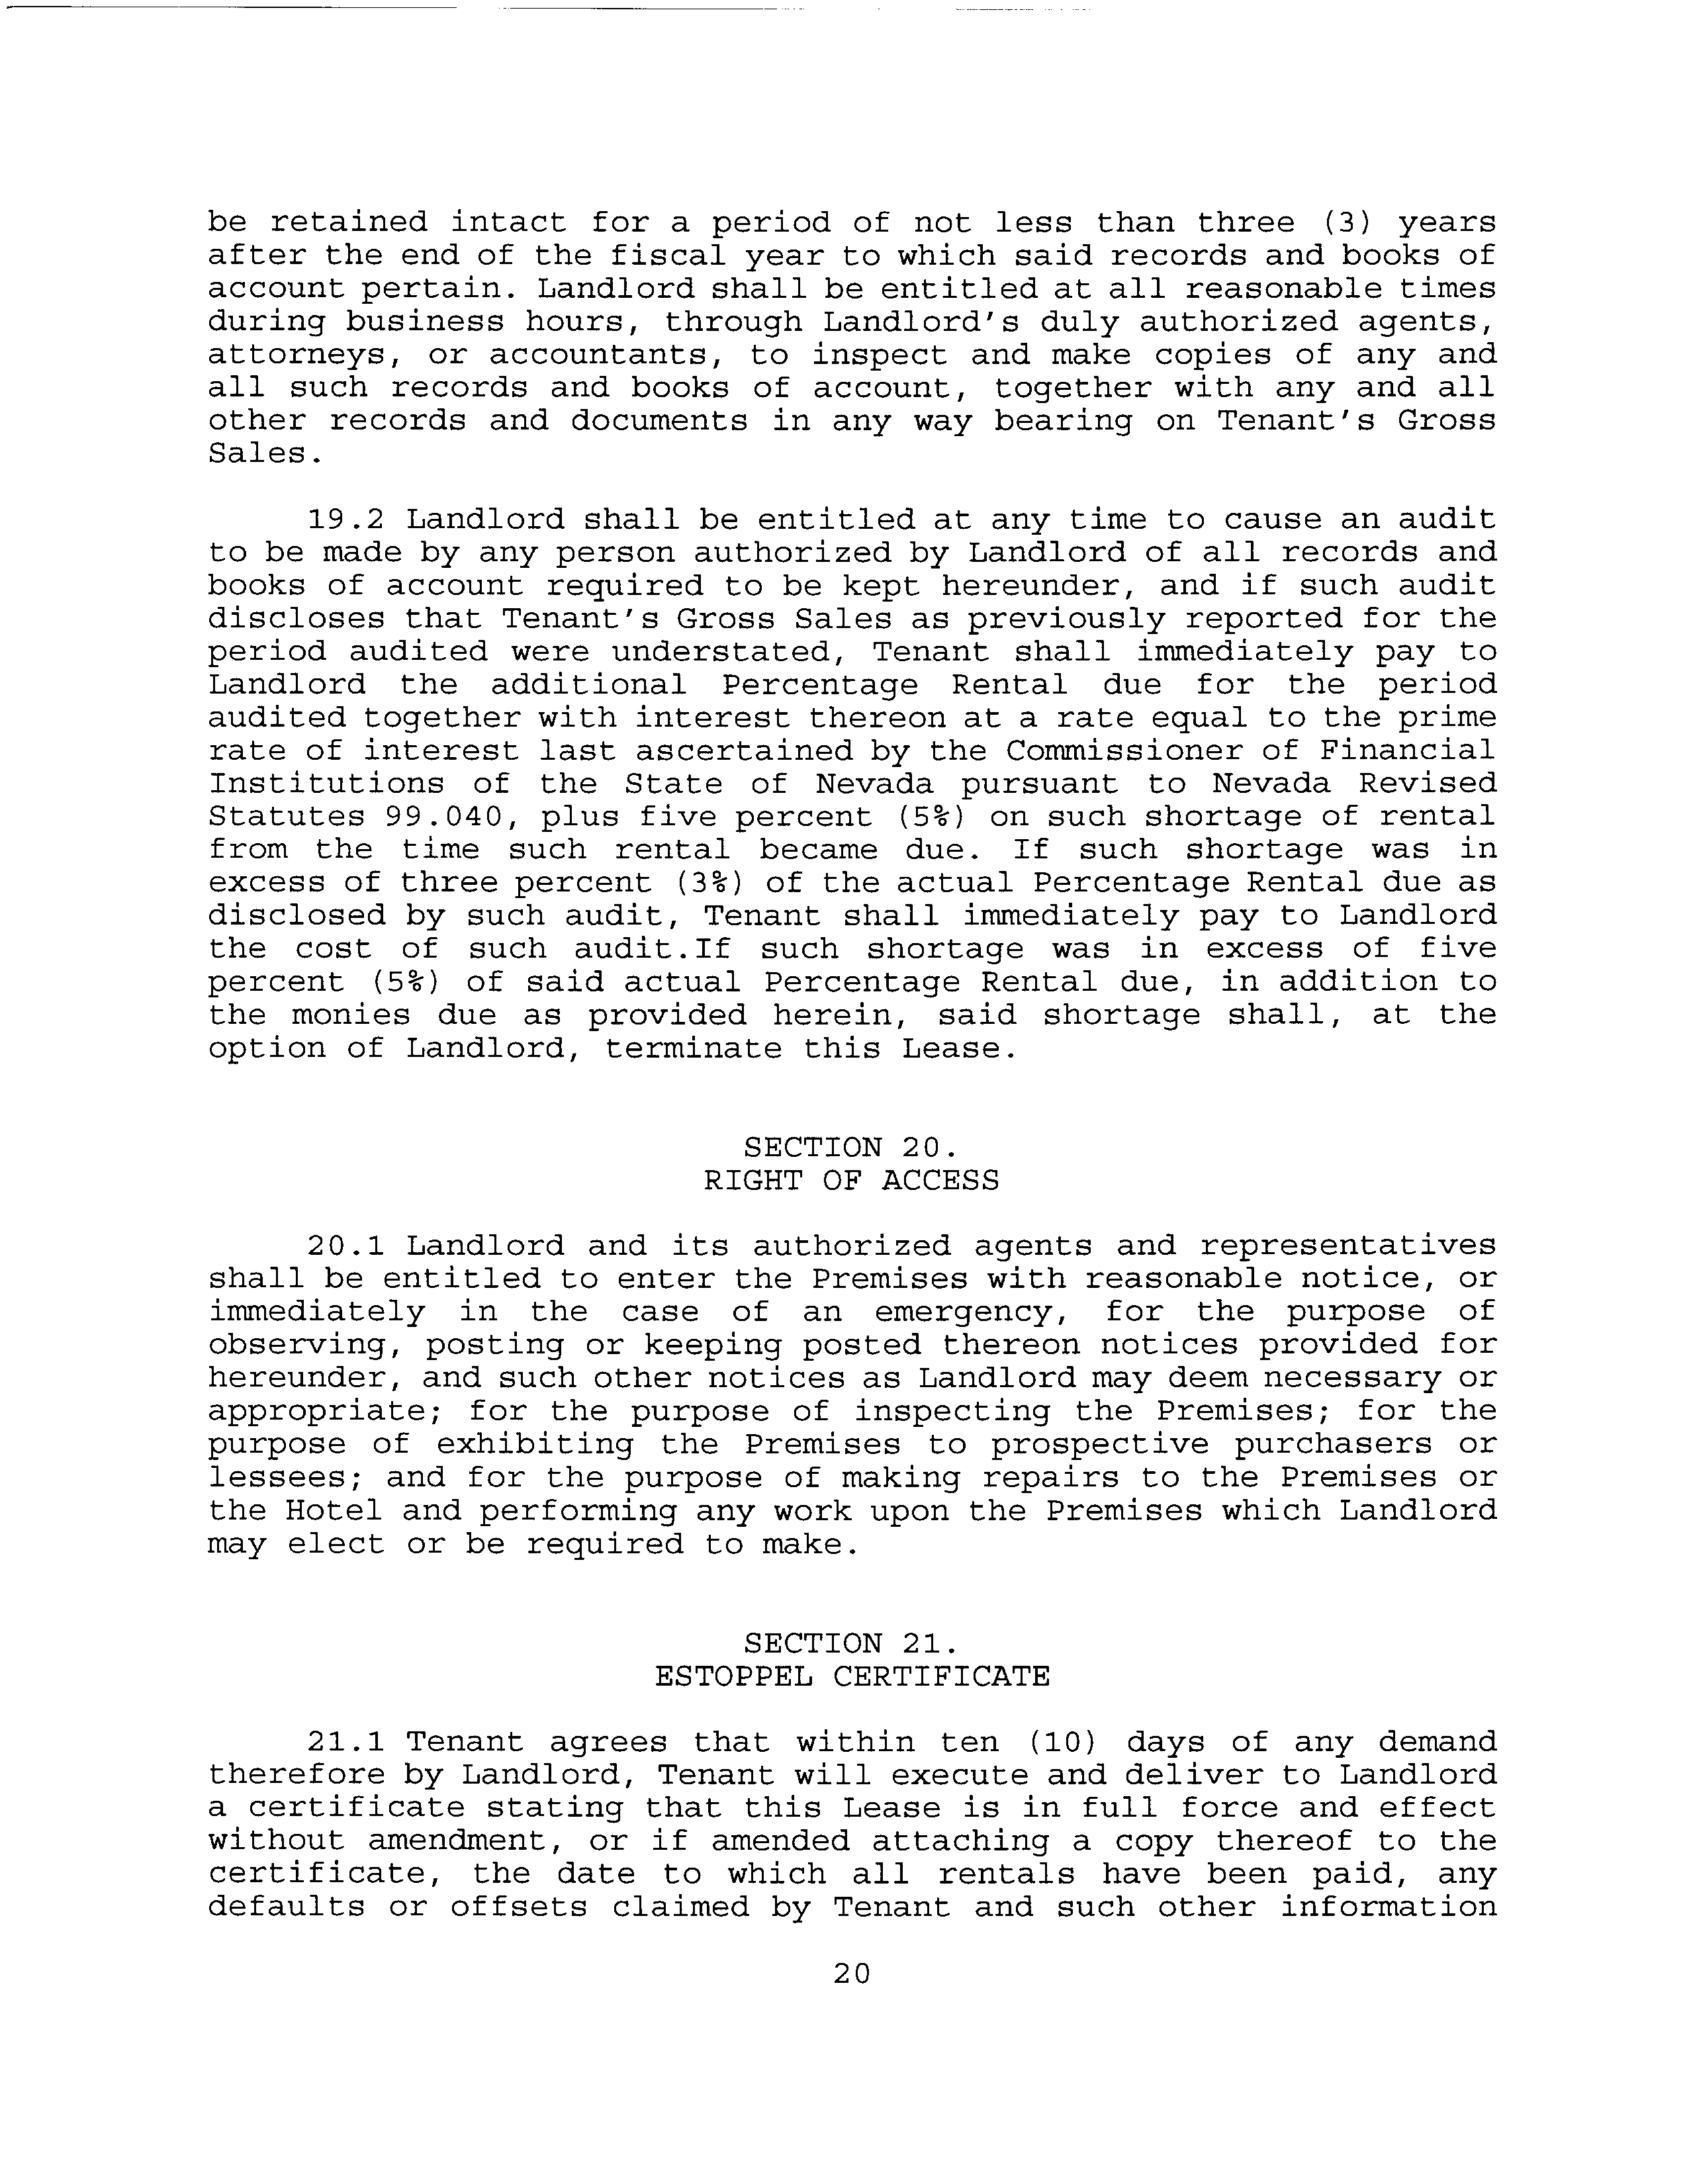 be retained intact for a period of not less than three (3) years
after the end of the fiscal year to which said records and books of
account pertain. Landlord shall be entitled at all reasonable times
during business hours, through Landlord's duly authorized agents,
attorneys, or accountants, to inspect and make copies of any and
all such records and books of account, together with any and all
other records and documents in any way bearing on Tenant's Gross
Sales.
19.2 Landlord shall be entitled at any time to cause an audit
to be made by any person authorized by Landlord of all records and
books of account required to be kept hereunder, and if such audit
discloses that Tenant's Gross Sales as previously reported for the
period audited were understated, Tenant shall immediately pay to
Landlord the additional Percentage Rental due for the period
audited together with interest thereon at a rate equal to the prime
rate of interest last ascertained by the Commissioner of Financial
Institutions of the State of Nevada pursuant to Nevada Revised
Statutes 99.040, plus five percent (5%) on such shortage of rental
from the time such rental became due. If such shortage was in
excess of three percent (3%) of the actual Percentage Rental due as
disclosed by such audit, Tenant shall immediately pay to Landlord
the cost of such audit.If such shortage was in excess of five
percent (5%) of said actual Percentage Rental due, in addition to
the monies due as provided herein, said shortage shall, at the
option of Landlord, terminate this Lease.
SECTION 20.
RIGHT OF ACCESS
20.1 Landlord and its authorized agents and representatives
shall be entitled to enter the Premises with reasonable notice, or
immediately in the case of an emergency, for the purpose of
observing, posting or keeping posted thereon notices provided for
hereunder, and such other notices as Landlord may deem necessary or
appropriate; for the purpose of inspecting the Premises; for the
purpose of exhibiting the Premises to prospective purchasers or
lessees; and for the purpose of making repairs to the Premises or
the Hotel and performing any work upon the Premises which Landlord
may elect or be required to make.
SECTION 21.
ESTOPPEL CERTIFICATE
21.1 Tenant agrees that within ten (10) days of any demand
therefore by Landlord, Tenant will execute and deliver to Landlord
a certificate stating that this Lease is in full force and effect
without amendment, or if amended attaching a copy thereof to the
certificate, the date to which all rentals have been paid, any
defaults or offsets claimed by Tenant and such other information
20